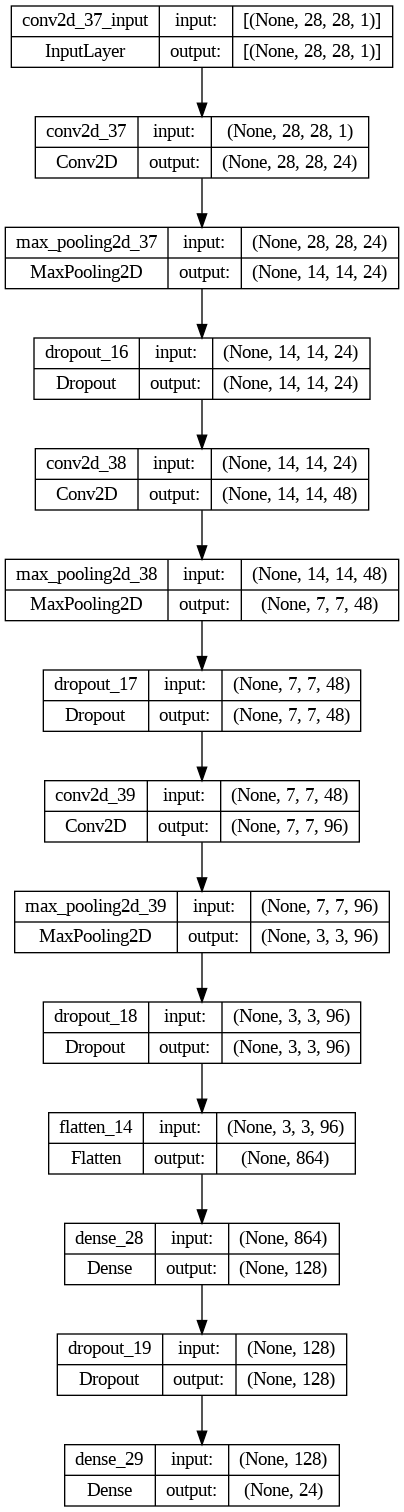 conv2d_37_input input: [(None, 28, 28, 1)]
InputLayer output: [(None, 28, 28, 1)]
conv2d_37 input: (None, 28, 28, 1)
Conv2D output: (None, 28, 28, 24)
max_pooling2d_37 input: (None, 28, 28, 24)
MaxPooling2D output: (None, 14, 14, 24)
dropout_16 input: (None, 14, 14, 24)
Dropout output: (None, 14, 14, 24)
conv2d_38 input: (None, 14, 14, 24)
Conv2D output: (None, 14, 14, 48)
max_pooling2d_38 input: (None, 14, 14, 48)
MaxPooling2D output: (None, 7, 7, 48)
dropout_17 input: (None, 7, 7, 48)
Dropout output: (None, 7, 7, 48)
conv2d_39 input: (None, 7, 7, 48)
Conv2D output: (None, 7, 7, 96)
max_pooling2d_39 input: (None, 7, 7, 96)
MaxPooling2D output: (None, 3, 3, 96)
dropout_18 input: (None, 3, 3, 96)
Dropout output: (None, 3, 3, 96)
flatten_14 input: (None, 3, 3, 96)
Flatten output: (None, 864)
dense_28 input: (None, 864)
Dense output: (None, 128)
dropout_19 input: (None, 128)
Dropout output: (None, 128)
dense_29 input: (None, 128)
Dense output: (None, 24)